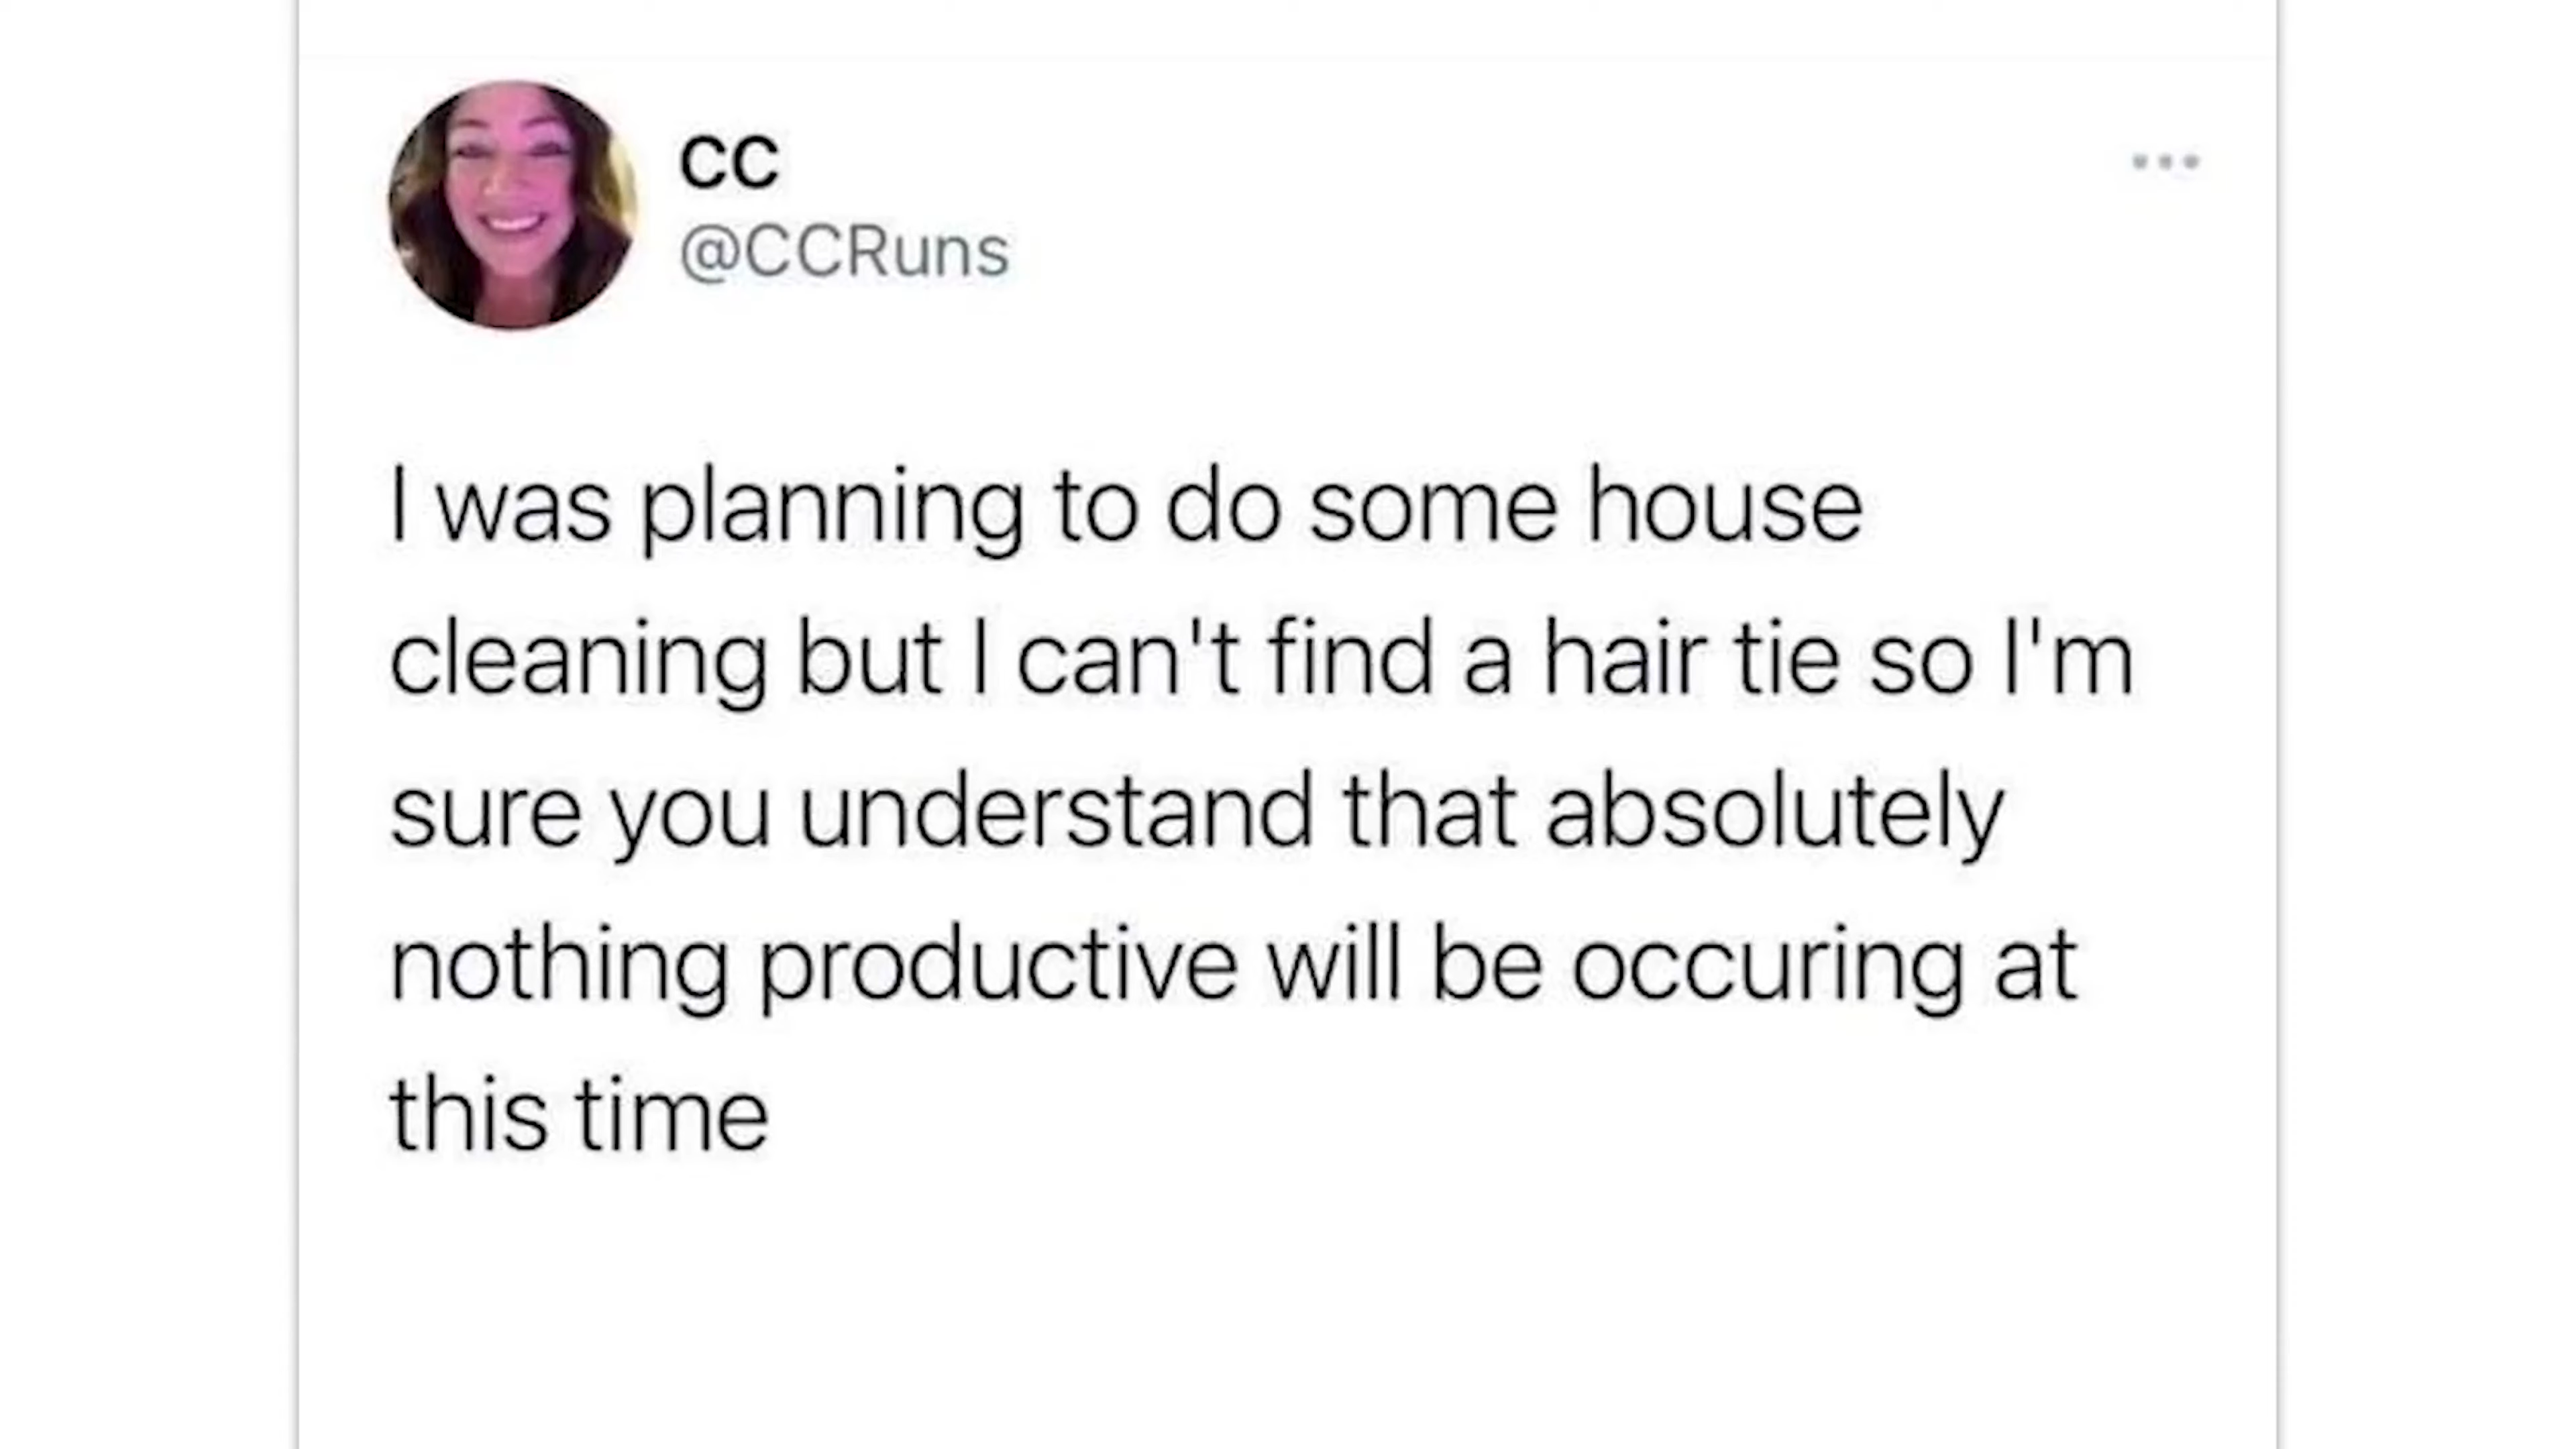 CC
@CCRuns
I was planning to do some house
cleaning but I can't find a hair tie so I'm
sure you understand that absolutely
nothing productive will be occuring at
this time